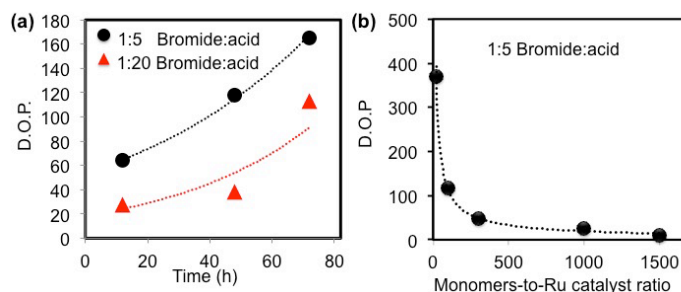 (a)
180
160
140
120
100
80
60
40
20
0
D.O.P.
1:5 Bromide:acid
1:20 Bromide:acid
0 20 40 60 80
Time (h)
(b)
500
400
300
200
100
0
D.O.P
1:5 Bromide:acid
0 500 1000 1500
Monomers-to-Ru catalyst ratio